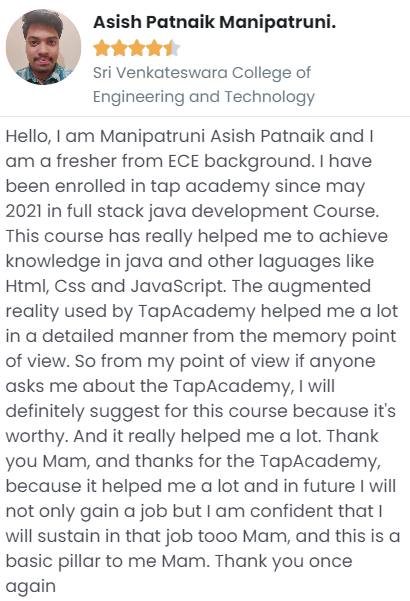 Asish Patnaik Manipatruni.
Sri Venkateswara College of
Engineering and Technology
Hello, I am Manipatruni Asish Patnaik and I
am a fresher from ECE background. I have
been enrolled in tap academy since may
2021 in full stack java development Course.
This course has really helped me to achieve
knowledge in java and other laguages like
Html, Css and JavaScript. The augmented
reality used by TapAcademy helped me a lot
in a detailed manner from the memory point
of view. So from my point of view if anyone
asks me about the TapAcademy, I will
definitely suggest for this course because it's
worthy. And it really helped me a lot. Thank
you Mam, and thanks for the TapAcademy,
because it helped me a lot and in future I will
not only gain a job but I am confident that I
will sustain in that job tooo Mam, and this is a
basic pillar to me Mam. Thank you once
again